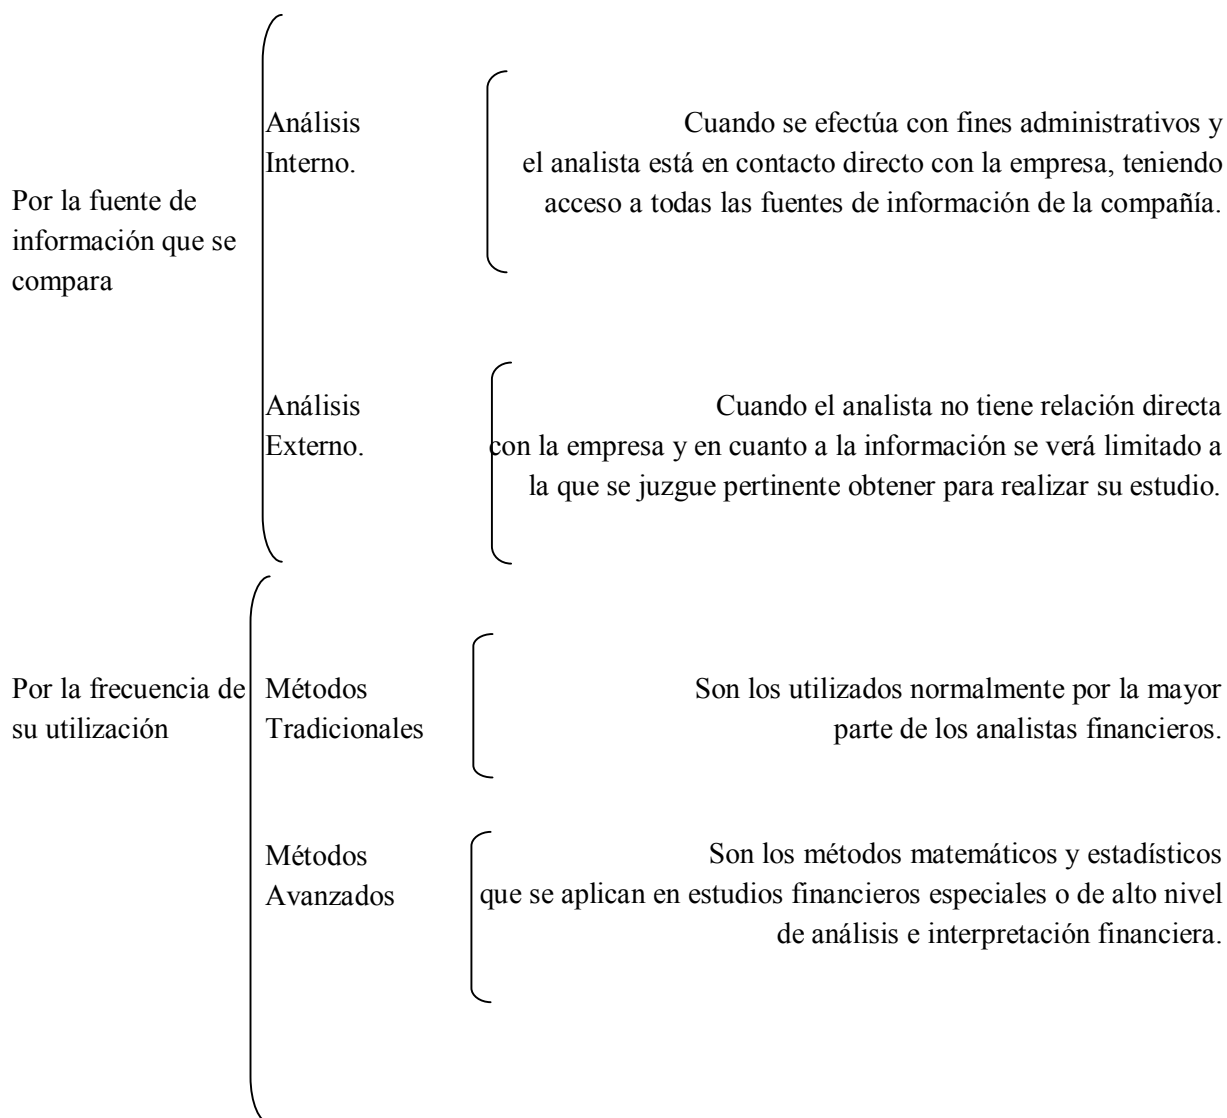 Por la fuente de
información que se
compara
Análisis
Interno.
Cuando se efectúa con fines administrativos y
el analista está en contacto directo con la empresa, teniendo
acceso a todas las fuentes de información de la compañía.
Análisis
Externo.
Cuando el analista no tiene relación directa
con la empresa y en cuanto a la información se verá limitado a
la que se juzgue pertinente obtener para realizar su estudio.
Por la frecuencia de
su utilización
Métodos
Tradicionales
Son los utilizados normalmente por la mayor
parte de los analistas financieros.
Métodos
Avanzados
Son los métodos matemáticos y estadísticos
que se aplican en estudios financieros especiales o de alto nivel
de análisis e interpretación financiera.